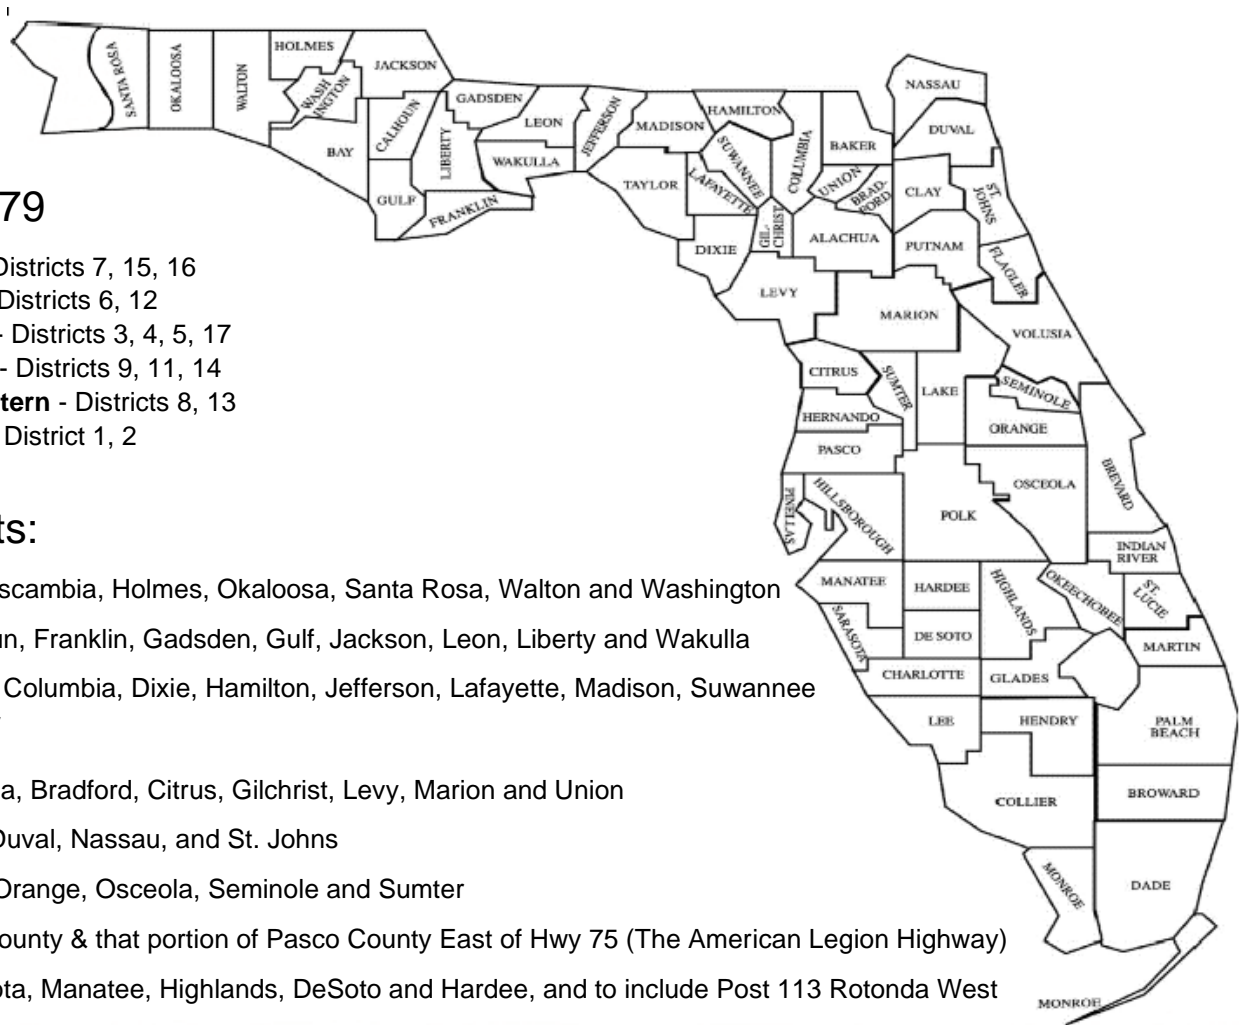 79
Districts 7, 15, 16
Districts 6, 12
- Districts 3, 4, 5, 17
- Districts 9, 11, 14
tern - Districts 8, 13
District 1, 2
ts:
scambia, Holmes, Okaloosa, Santa Rosa, Walton and Washington
un, Franklin, Gadsden, Gulf, Jackson, Leon, Liberty and Wakulla
Columbia, Dixie, Hamilton, Jefferson, Lafayette, Madison, Suwannee
a, Bradford, Citrus, Gilchrist, Levy, Marion and Union
Duval, Nassau, and St. Johns
Orange, Osceola, Seminole and Sumter
ounty & that portion of Pasco County East of Hwy 75 (The American Legion Highway)
ota, Manatee, Highlands, DeSoto and Hardee, and to include Post 113 Rotonda West
SANTA ROSA
OKALOOSA
WALTON
HOLMES
WASH
INGTON
JACKSON
BAY
CALHOUN
GULF
LIBERTY
GADSDEN
FRANKLIN
LEON
WAKULLA
JEFFERSON
MADISON
TAYLOR
HAMILTON
SUWANNEE
LAFAYETTE
DIXIE
COLUMBIA
GIL-
CHRIST
BAKER
UNION
BRAD-
FORD
ALACHUA
LEVY
NASSAU
DUVAL
CLAY
ST.
JOHNS
PUTNAM
FLAGLER
MARION
VOLUSIA
CITRUS
SUMTER
LAKE
SEMINOLE
HERNANDO
ORANGE
PASCO
OSCEOLA
BREVARD
PINELLAS
HILLSBOROUGH
POLK
INDIAN
RIVER
MANATEE
HARDEE
HIGHLANDS
OKEECHOBEE
ST.
LUCIE
SARASOTA
DE SOTO
MARTIN
CHARLOTTE
GLADES
LEE
HENDRY
PALM
BEACH
COLLIER
BROWARD
MONROE
DADE
MONROE